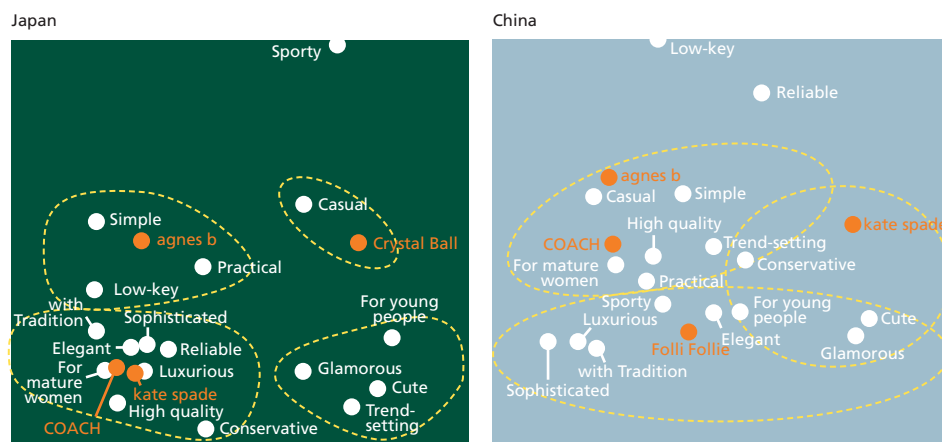 Japan
Sporty
Simple
agnes b
Casual
Crystal Ball
Practical
Low-key
with
Tradition
Sophisticated
For young
people
Elegant
Reliable
For
mature
women
Luxurious
Glamorous
kate spade
Cute
High quality
Trend-
setting
COACH
Conservative
China
Low-key
Reliable
agnes b
Casual
Simple
High quality
kate spade
COACH
Trend-setting
For mature
women
Conservative
Practical
Sporty
Luxurious
For young
people
Cute
Elegant
Folli Follie
Glamorous
with Tradition
Sophisticated